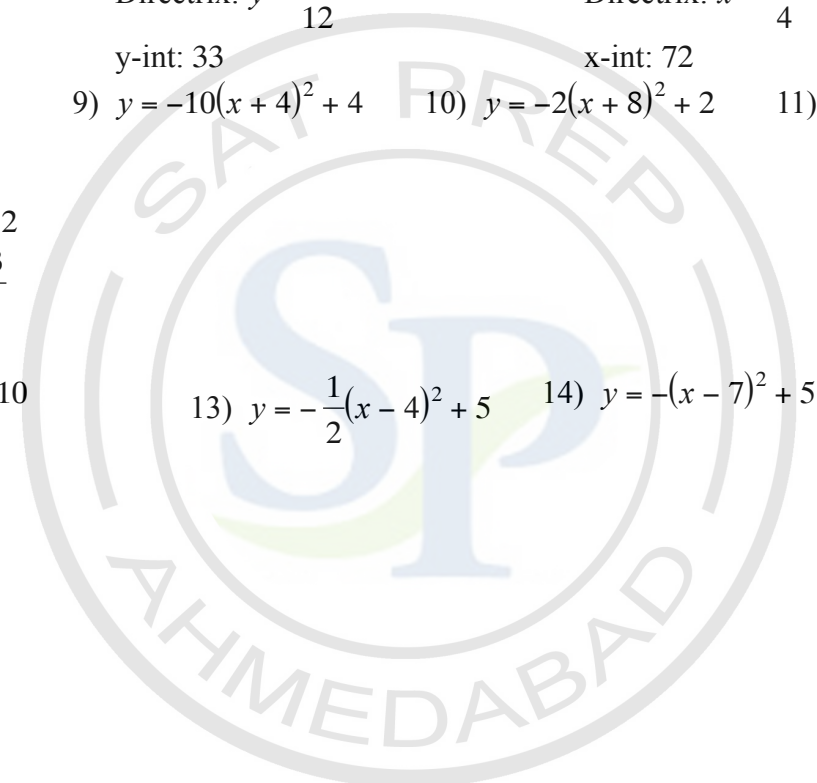 Directrix: y
12
4
y-int: 33
x-int: 72
9) y = −10(x + 4)² + 4
10) y = −2(x + 8)² + 2
11)
2
10
13) y = −1/2(x − 4)² + 5
14) y = −(x − 7)² + 5
SAT PREP
SP
AHMEDABAD